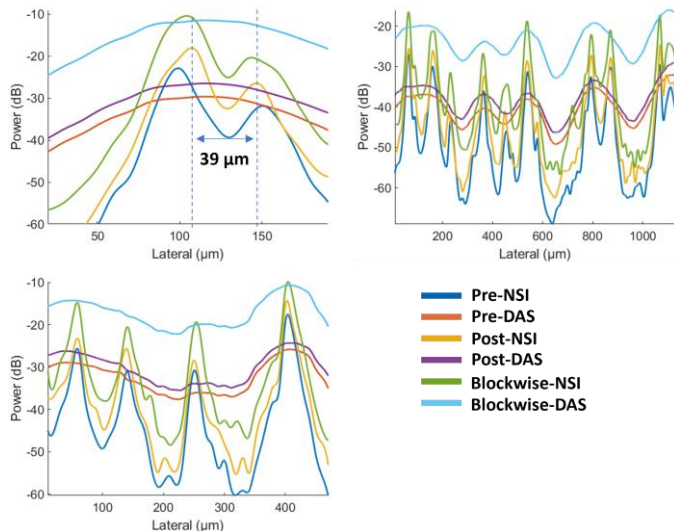 -10
-20
-30
-40
-50
-60
Power (dB)
39 µm
50
100
150
Lateral (µm)
-20
-30
-40
-50
-60
Power (dB)
200
400
600
800
1000
Lateral (µm)
-10
-20
-30
-40
-50
-60
Power (dB)
100
200
300
400
Lateral (µm)
Pre-NSI
Pre-DAS
Post-NSI
Post-DAS
Blockwise-NSI
Blockwise-DAS